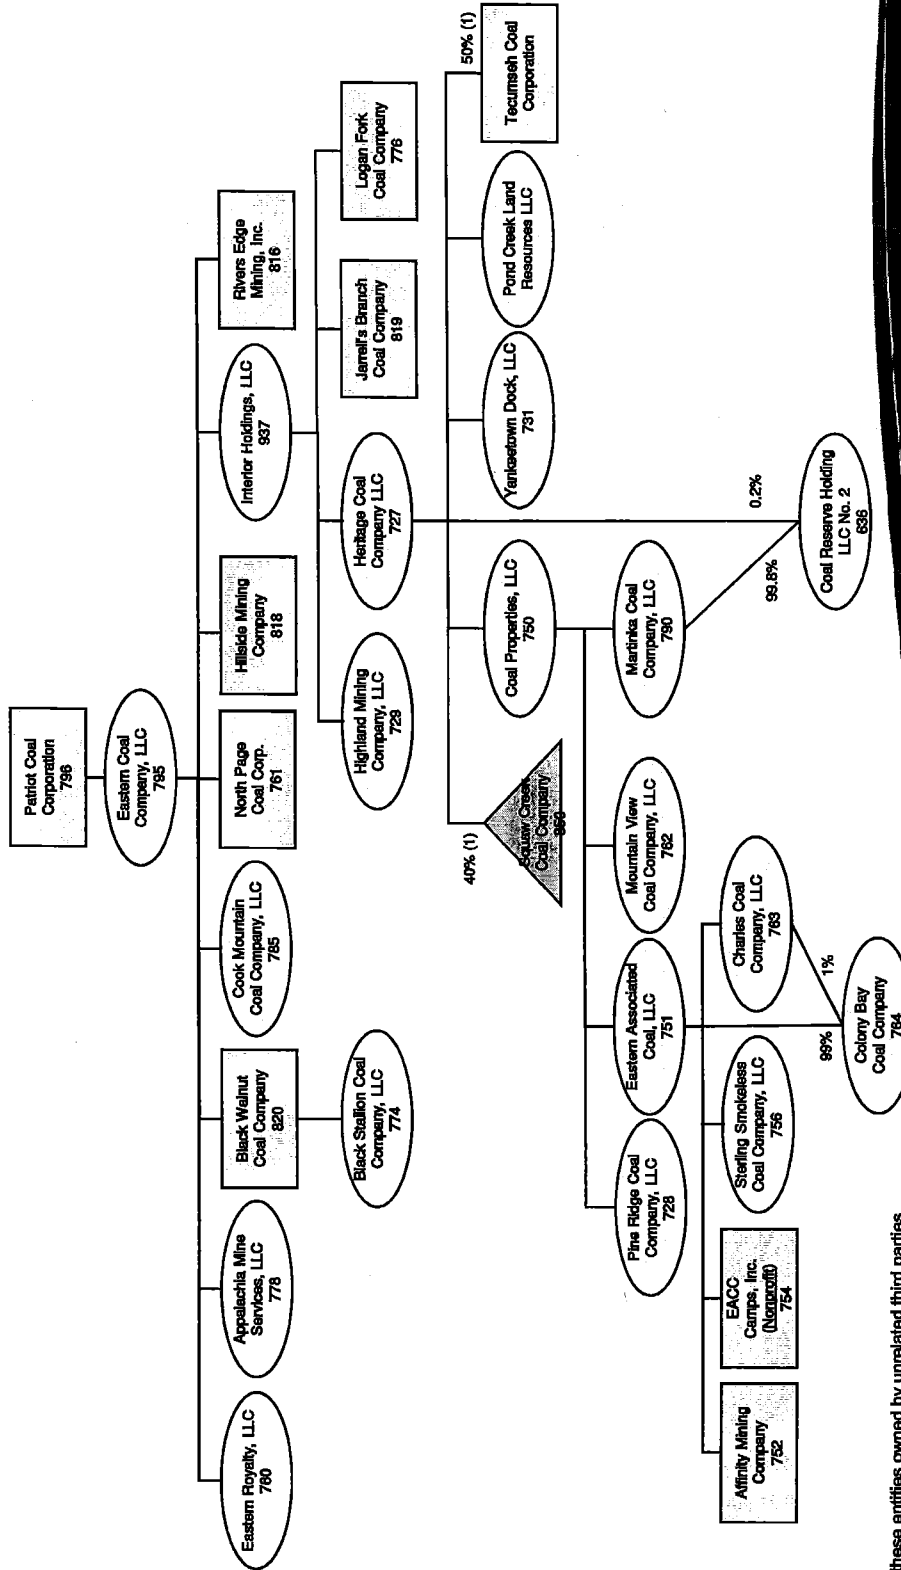 Patriot Coal
Corporation
796
Eastern Coal
Company, LLC
795
Eastern Royalty, LLC
760
Appalachia Mine
Services, LLC
778
Black Walnut
Coal Company
820
Cook Mountain
Coal Company, LLC
785
North Page
Coal Corp.
761
Hillside Mining
Company
818
Interior Holdings, LLC
937
Rivers Edge
Mining, Inc.
816
Black Stallion Coal
Company, LLC
774
Highland Mining
Company, LLC
729
Heritage Coal
Company LLC
727
Jarrell's Branch
Coal Company
819
Logan Fork
Coal Company
776
40% (1)
50% (1)
Squaw Creek
Coal Company
Coal Properties, LLC
750
Yankeetown Dock, LLC
731
Pond Creek Land
Resources LLC
Tecumseh Coal
Corporation
Pine Ridge Coal
Company, LLC
728
Eastern Associated
Coal, LLC
751
Mountain View
Coal Company, LLC
762
Martinka Coal
Company, LLC
790
Affinity Mining
Company
752
EACC
Camps, Inc.
(Nonprofit)
754
Sterling Smokeless
Coal Company, LLC
756
Charles Coal
Company, LLC
763
99.8%
0.2%
99%
1%
Coal Reserve Holding
LLC No. 2
636
Colony Bay
Coal Company
764
these entities owned by unrelated third parties